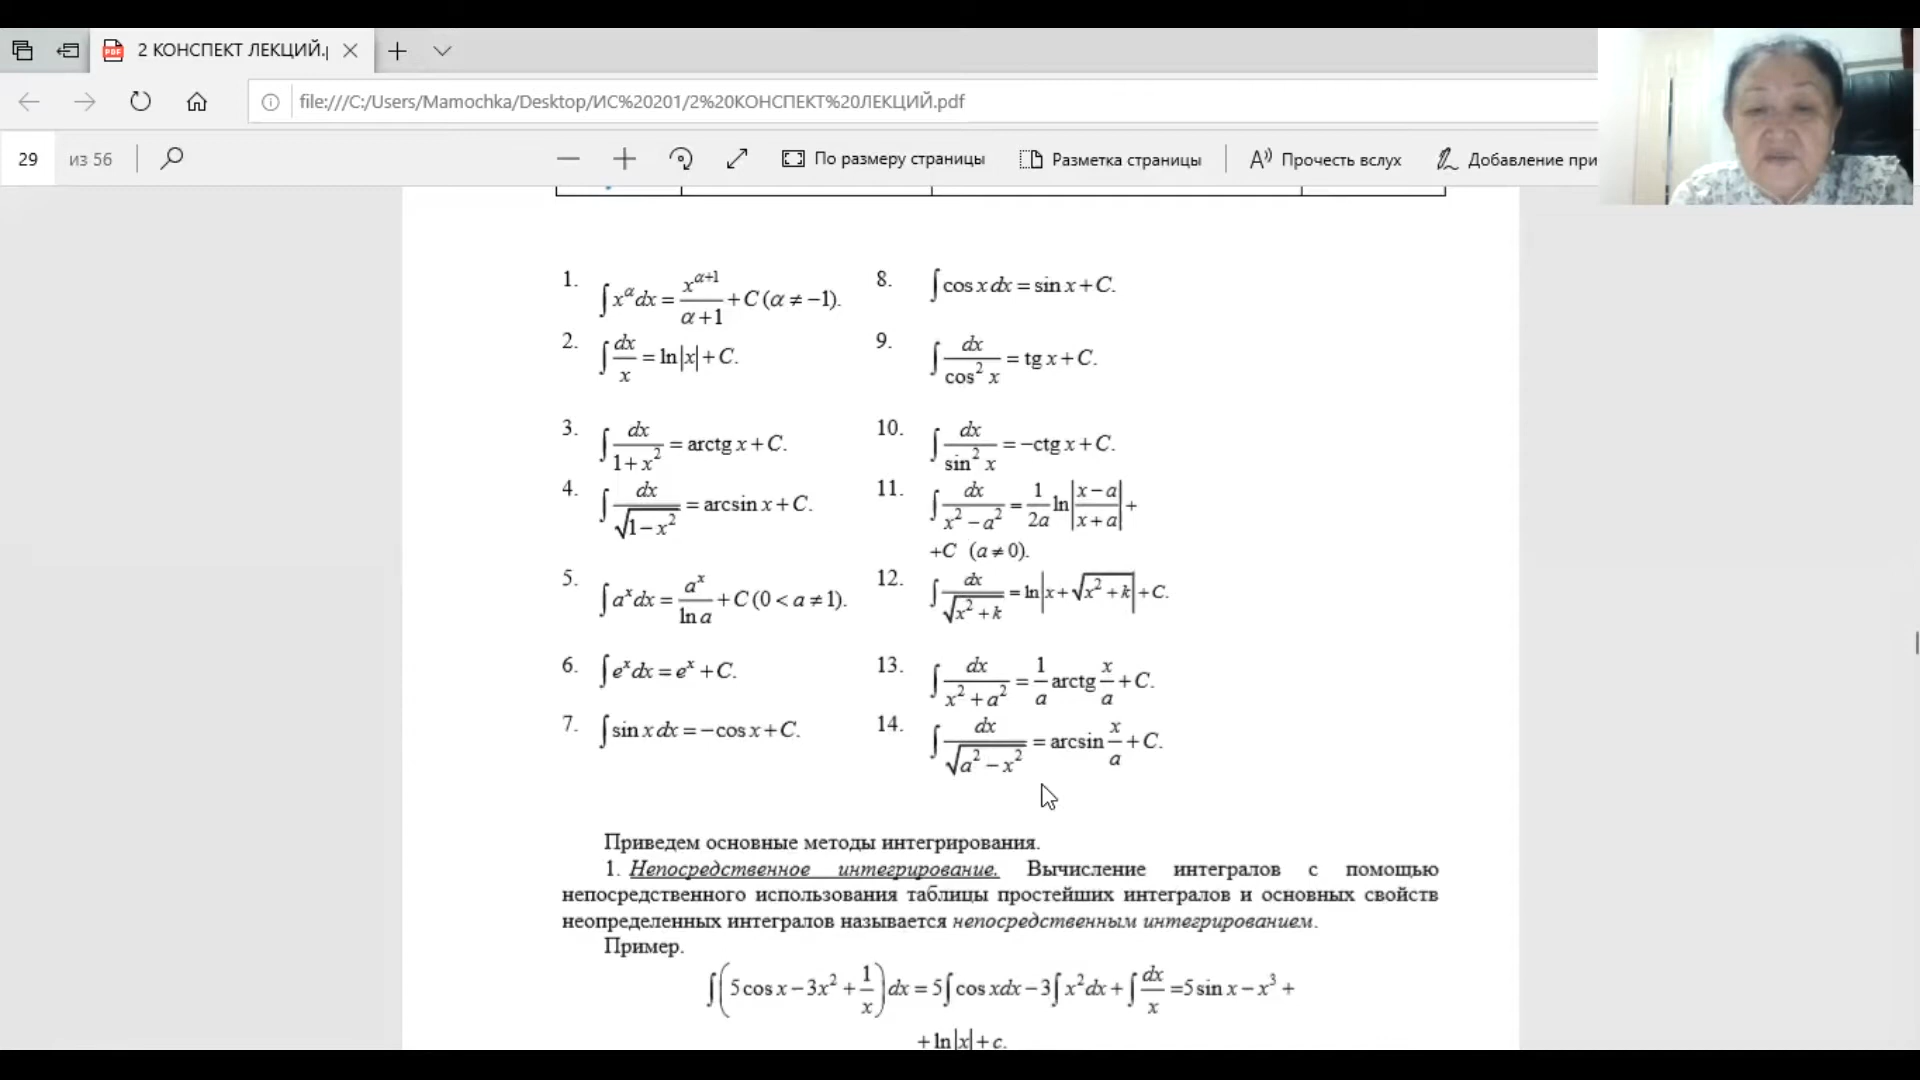 2 КОНСПЕКТ ЛЕКЦИЙ.
file:///C:/Users/Mamochka/Desktop/ИС%20201/2%20КОНСПЕКТ%20ЛЕКЦИЙ.pdf
29 из 56 По размеру страницы Разметка страницы Прочесть вслух Добавление при
1. ∫x^α dx = x^(α+1)/(α+1) + C (α ≠ −1). 8. ∫cos x dx = sin x + C.
2. ∫dx/x = ln|x| + C. 9. ∫dx/cos² x = tg x + C.
3. ∫dx/(1+x²) = arctg x + C. 10. ∫dx/sin² x = −ctg x + C.
4. ∫dx/√(1−x²) = arcsin x + C. 11. ∫dx/(x²−a²) = 1/(2a) ln|(x−a)/(x+a)| +
+C (a ≠ 0).
5. ∫a^x dx = a^x/ln a + C (0 < a ≠ 1). 12. ∫dx/√(x²+k) = ln|x+√(x²+k)| + C.
6. ∫e^x dx = e^x + C. 13. ∫dx/(x²+a²) = 1/a arctg x/a + C.
7. ∫sin x dx = −cos x + C. 14. ∫dx/√(a²−x²) = arcsin x/a + C.
Приведем основные методы интегрирования.
1. Непосредственное интегрирование. Вычисление интегралов с помощью
непосредственного использования таблицы простейших интегралов и основных свойств
неопределенных интегралов называется непосредственным интегрированием.
Пример.
∫(5cos x − 3x² + 1/x)dx = 5∫cos xdx − 3∫x²dx + ∫dx/x =5sin x − x³ +
+ ln|x| + c.